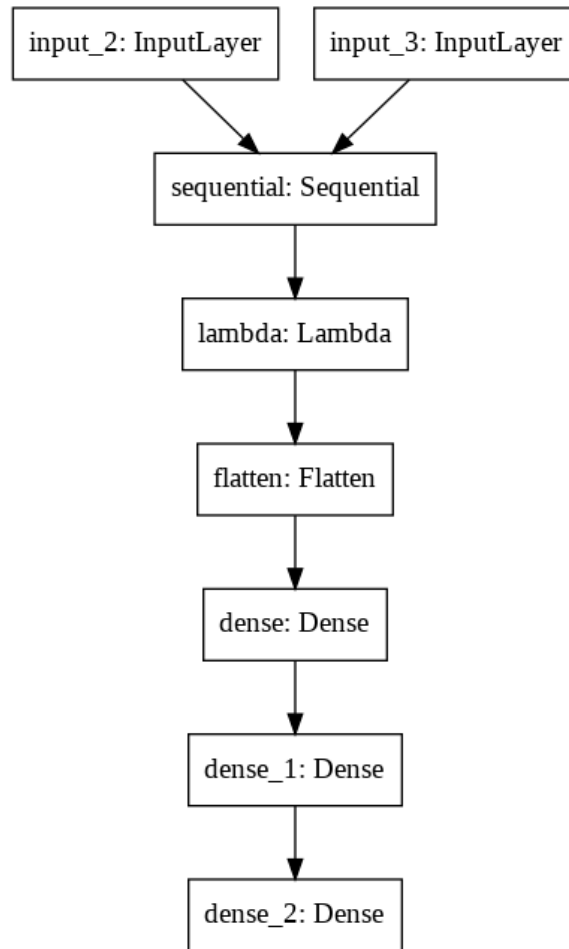 input_2: InputLayer
input_3: InputLayer
sequential: Sequential
lambda: Lambda
flatten: Flatten
dense: Dense
dense_1: Dense
dense_2: Dense